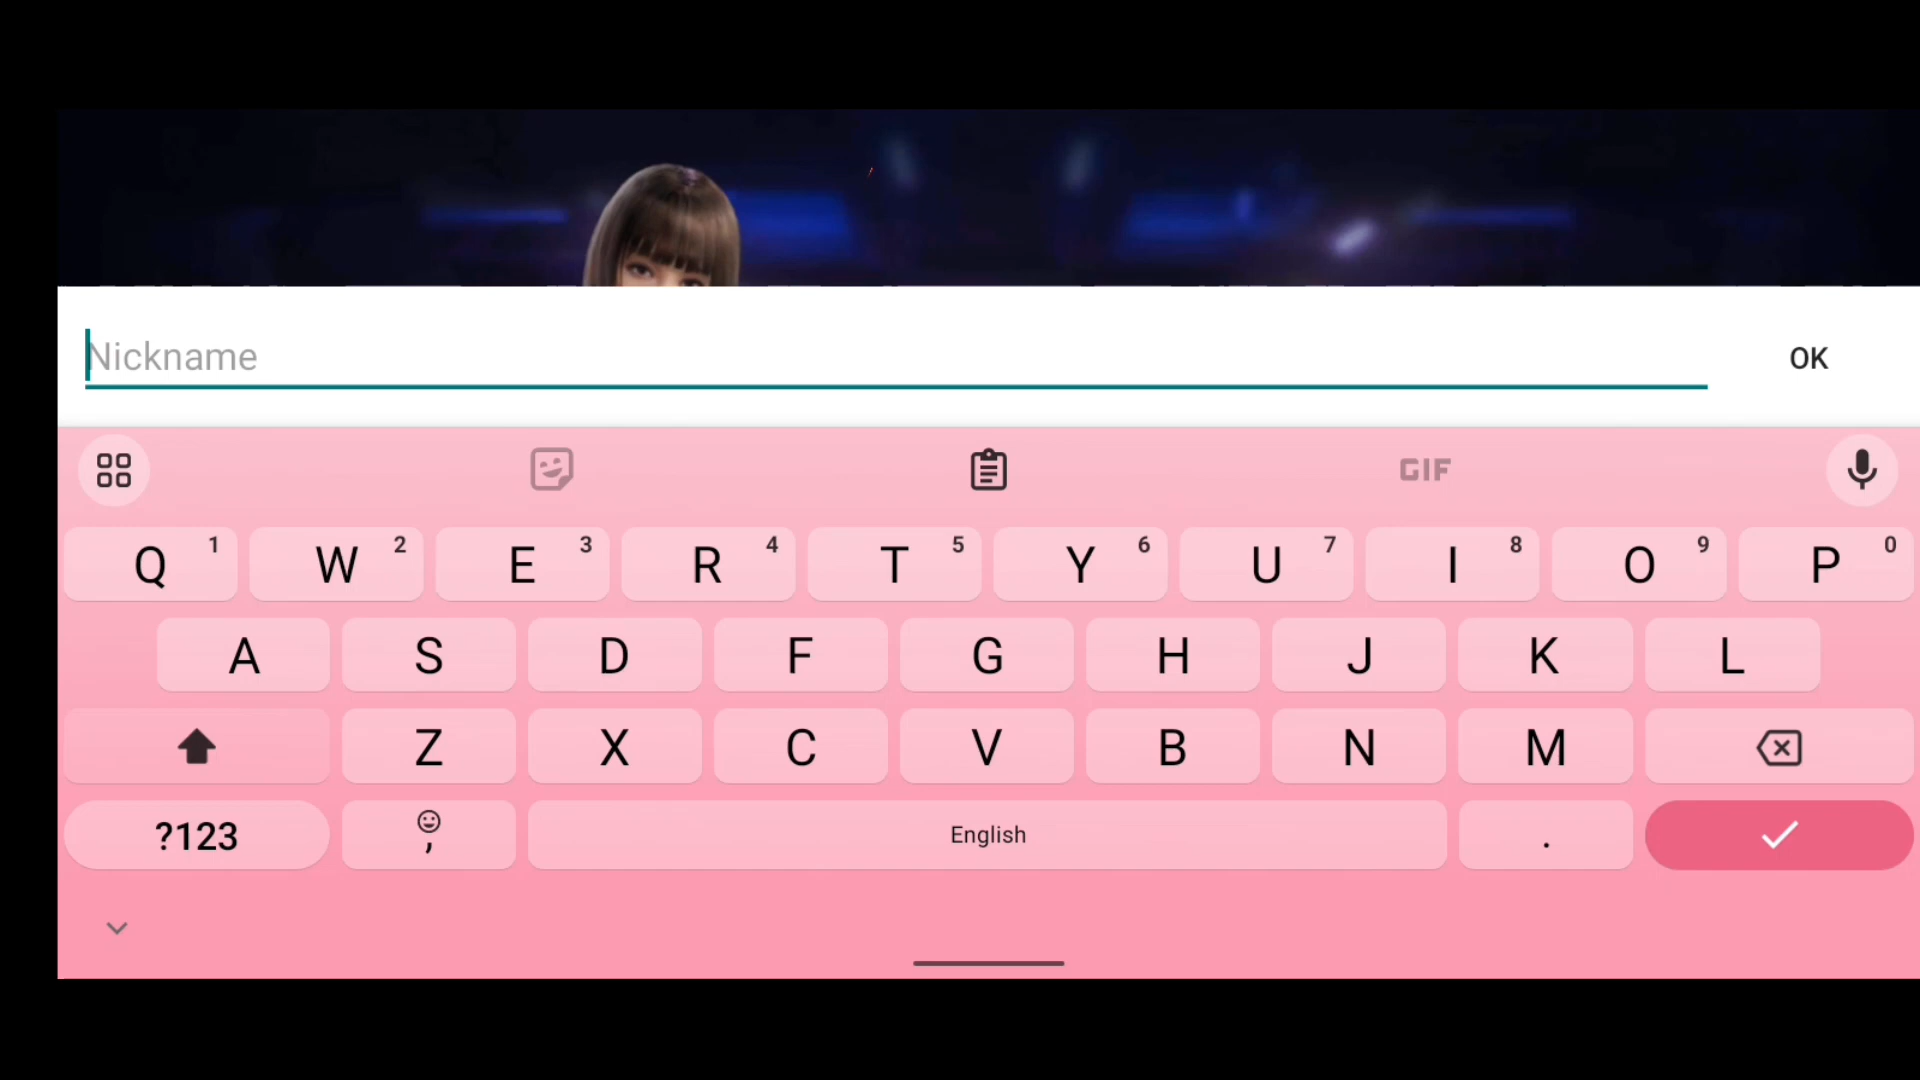 Nickname
OK
GIF
Q 1 W 2 E 3 R 4 T 5 Y 6 U 7 I 8 O 9 P 0
A S D F G H J K L
Z X C V B N M
?123 , English .